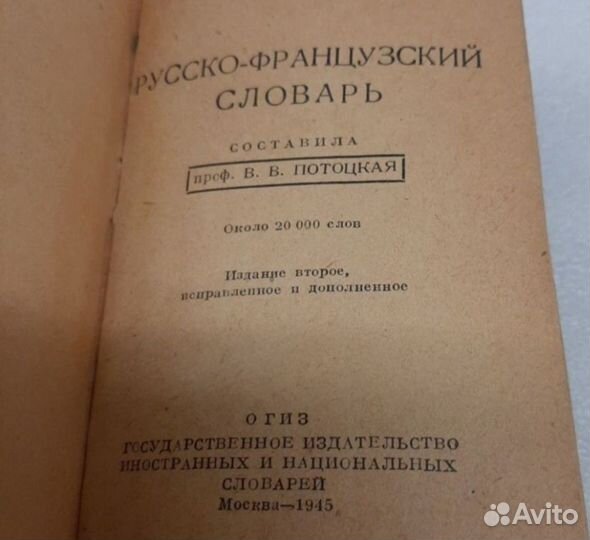 РУССКО-ФРАНЦУЗСКИЙ
СЛОВАРЬ
СОСТАВИЛА
проф. В. В. ПОТОЦКАЯ
Около 20 000 слов
Издание второе,
исправленное и дополненное
ОГИЗ
ГОСУДАРСТВЕННОЕ ИЗДАТЕЛЬСТВО
ИНОСТРАННЫХ И НАЦИОНАЛЬНЫХ
СЛОВАРЕЙ
Москва—1945
Avito